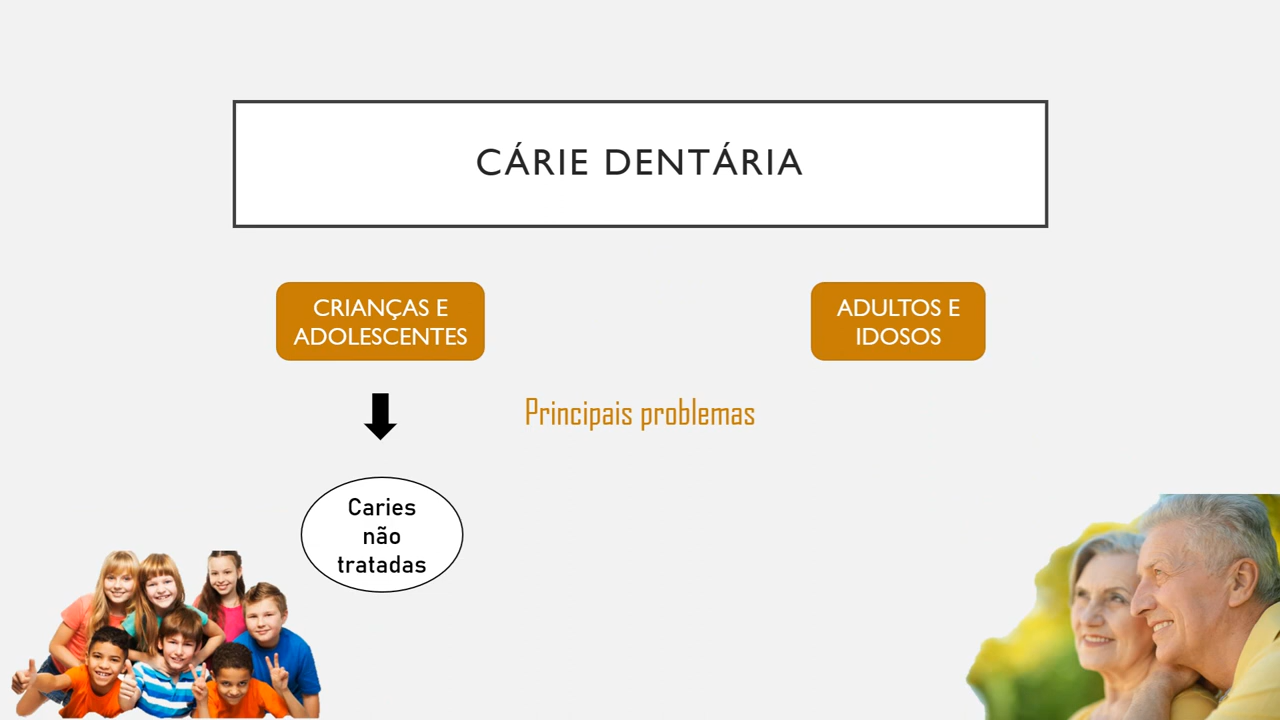 CÁRIE DENTÁRIA
CRIANÇAS E
ADOLESCENTES
ADULTOS E
IDOSOS
Principais problemas
Caries
não
tratadas